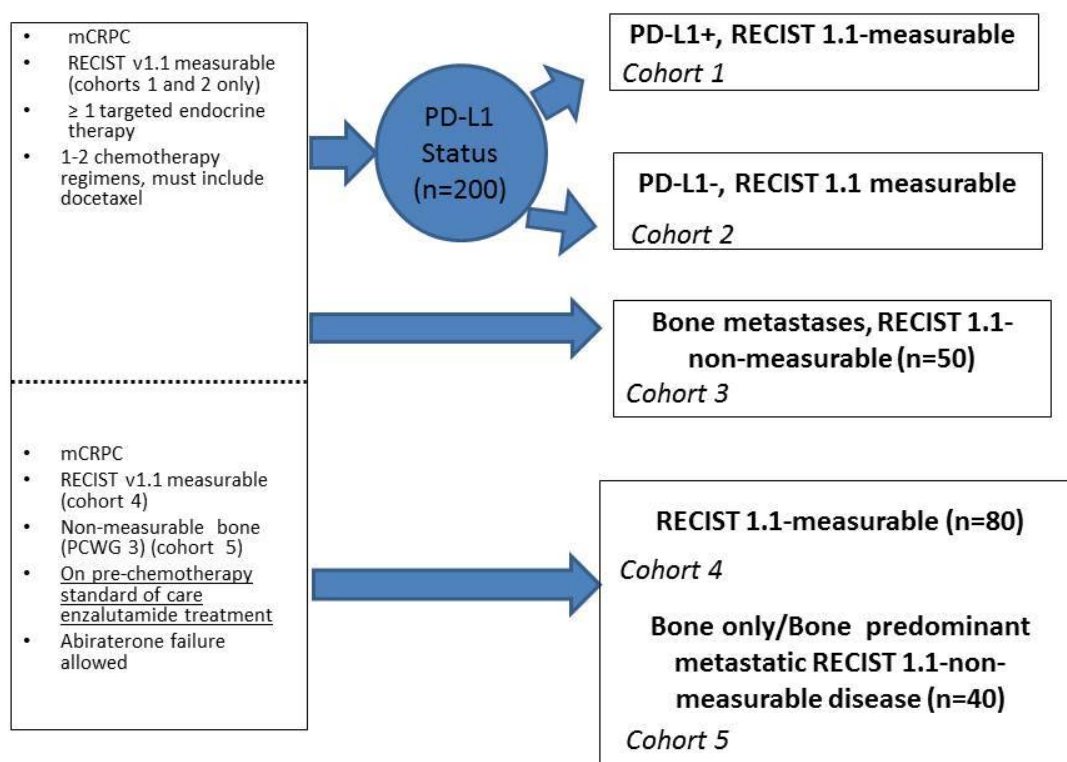 • mCRPC
• RECIST v1.1 measurable
(cohorts 1 and 2 only)
• ≥ 1 targeted endocrine
therapy
• 1-2 chemotherapy
regimens, must include
docetaxel
PD-L1
Status
(n=200)
PD-L1+, RECIST 1.1-measurable
Cohort 1
PD-L1-, RECIST 1.1 measurable
Cohort 2
Bone metastases, RECIST 1.1-
non-measurable (n=50)
Cohort 3
• mCRPC
• RECIST v1.1 measurable
(cohort 4)
• Non-measurable bone
(PCWG 3) (cohort 5)
• On pre-chemotherapy
standard of care
enzalutamide treatment
• Abiraterone failure
allowed
RECIST 1.1-measurable (n=80)
Cohort 4
Bone only/Bone predominant
metastatic RECIST 1.1-non-
measurable disease (n=40)
Cohort 5